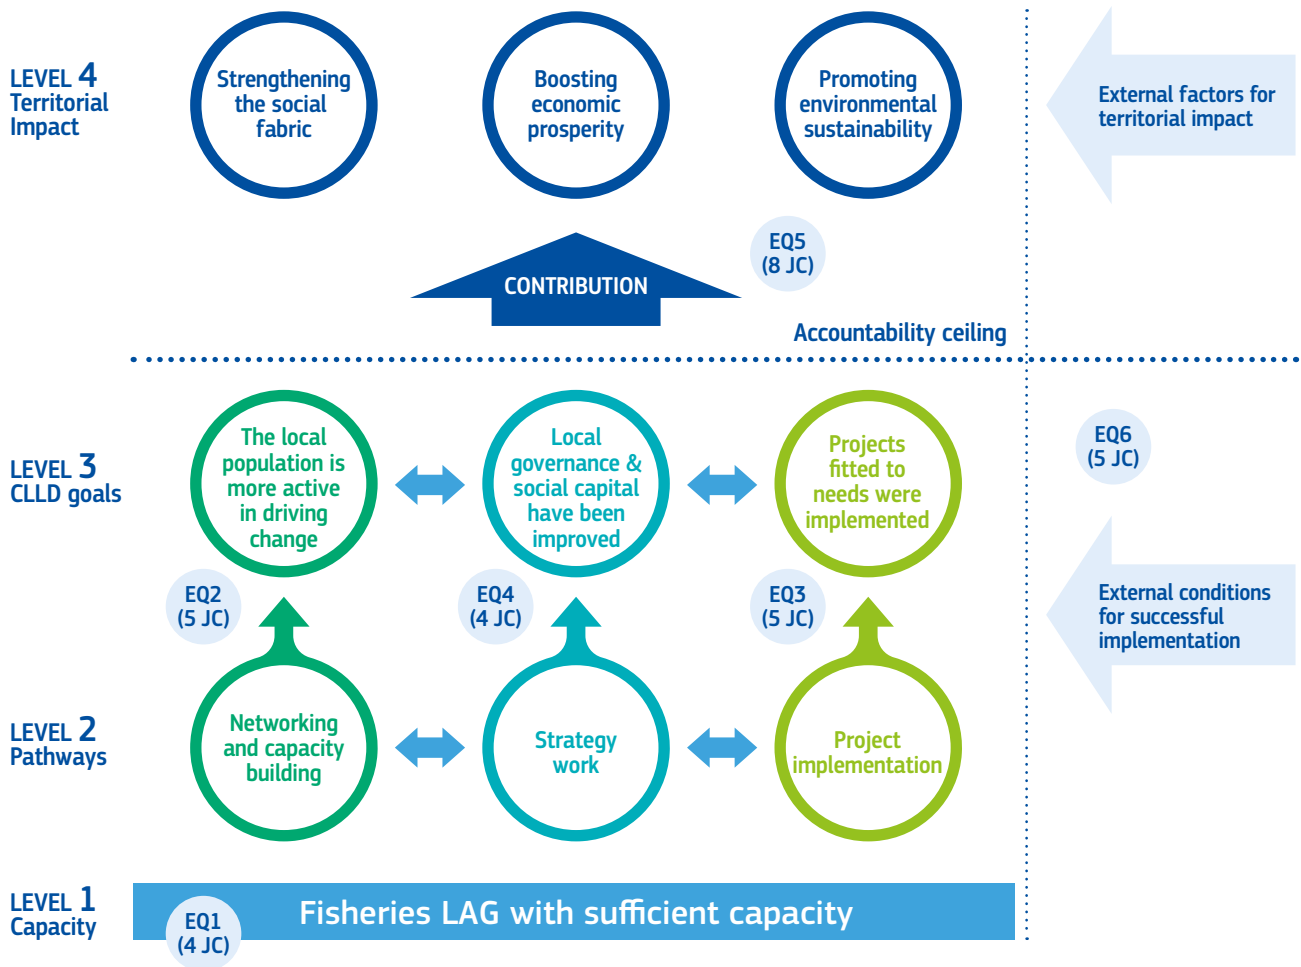 LEVEL 4
Territorial
Impact
Strengthening
the social
fabric
Boosting
economic
prosperity
Promoting
environmental
sustainability
External factors for
territorial impact
EQ5
(8 JC)
CONTRIBUTION
Accountability ceiling
LEVEL 3
CLLD goals
The local
population is
more active
in driving
change
Local
governance &
social capital
have been
improved
Projects
fitted to
needs were
implemented
EQ6
(5 JC)
EQ2
(5 JC)
EQ4
(4 JC)
EQ3
(5 JC)
External conditions
for successful
implementation
LEVEL 2
Pathways
Networking
and capacity
building
Strategy
work
Project
implementation
LEVEL 1
Capacity
EQ1
(4 JC)
Fisheries LAG with sufficient capacity